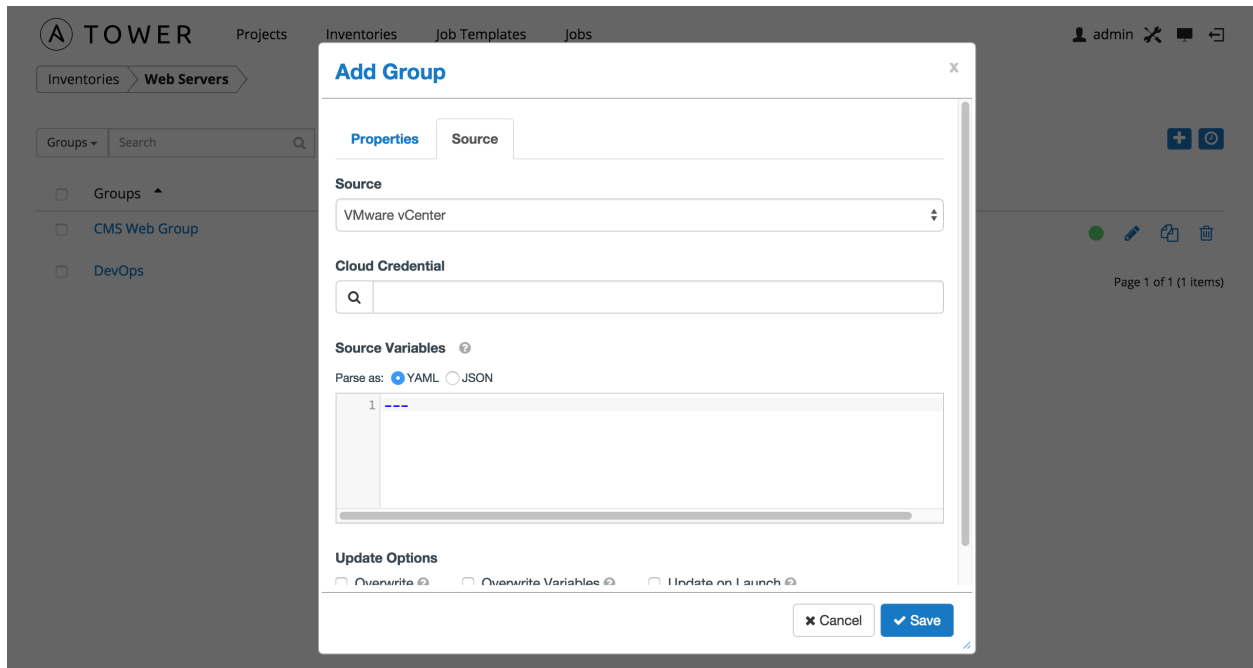 TOWER Projects Inventories Job Templates Jobs admin
Inventories Web Servers
Add Group x
Groups Search
Properties Source
Groups
Source
VMware vCenter
CMS Web Group
Cloud Credential
DevOps
Page 1 of 1 (1 items)
Source Variables ?
Parse as: YAML JSON
1 ---
Update Options
Overwrite ? Overwrite Variables ? Update on Launch ?
Cancel Save